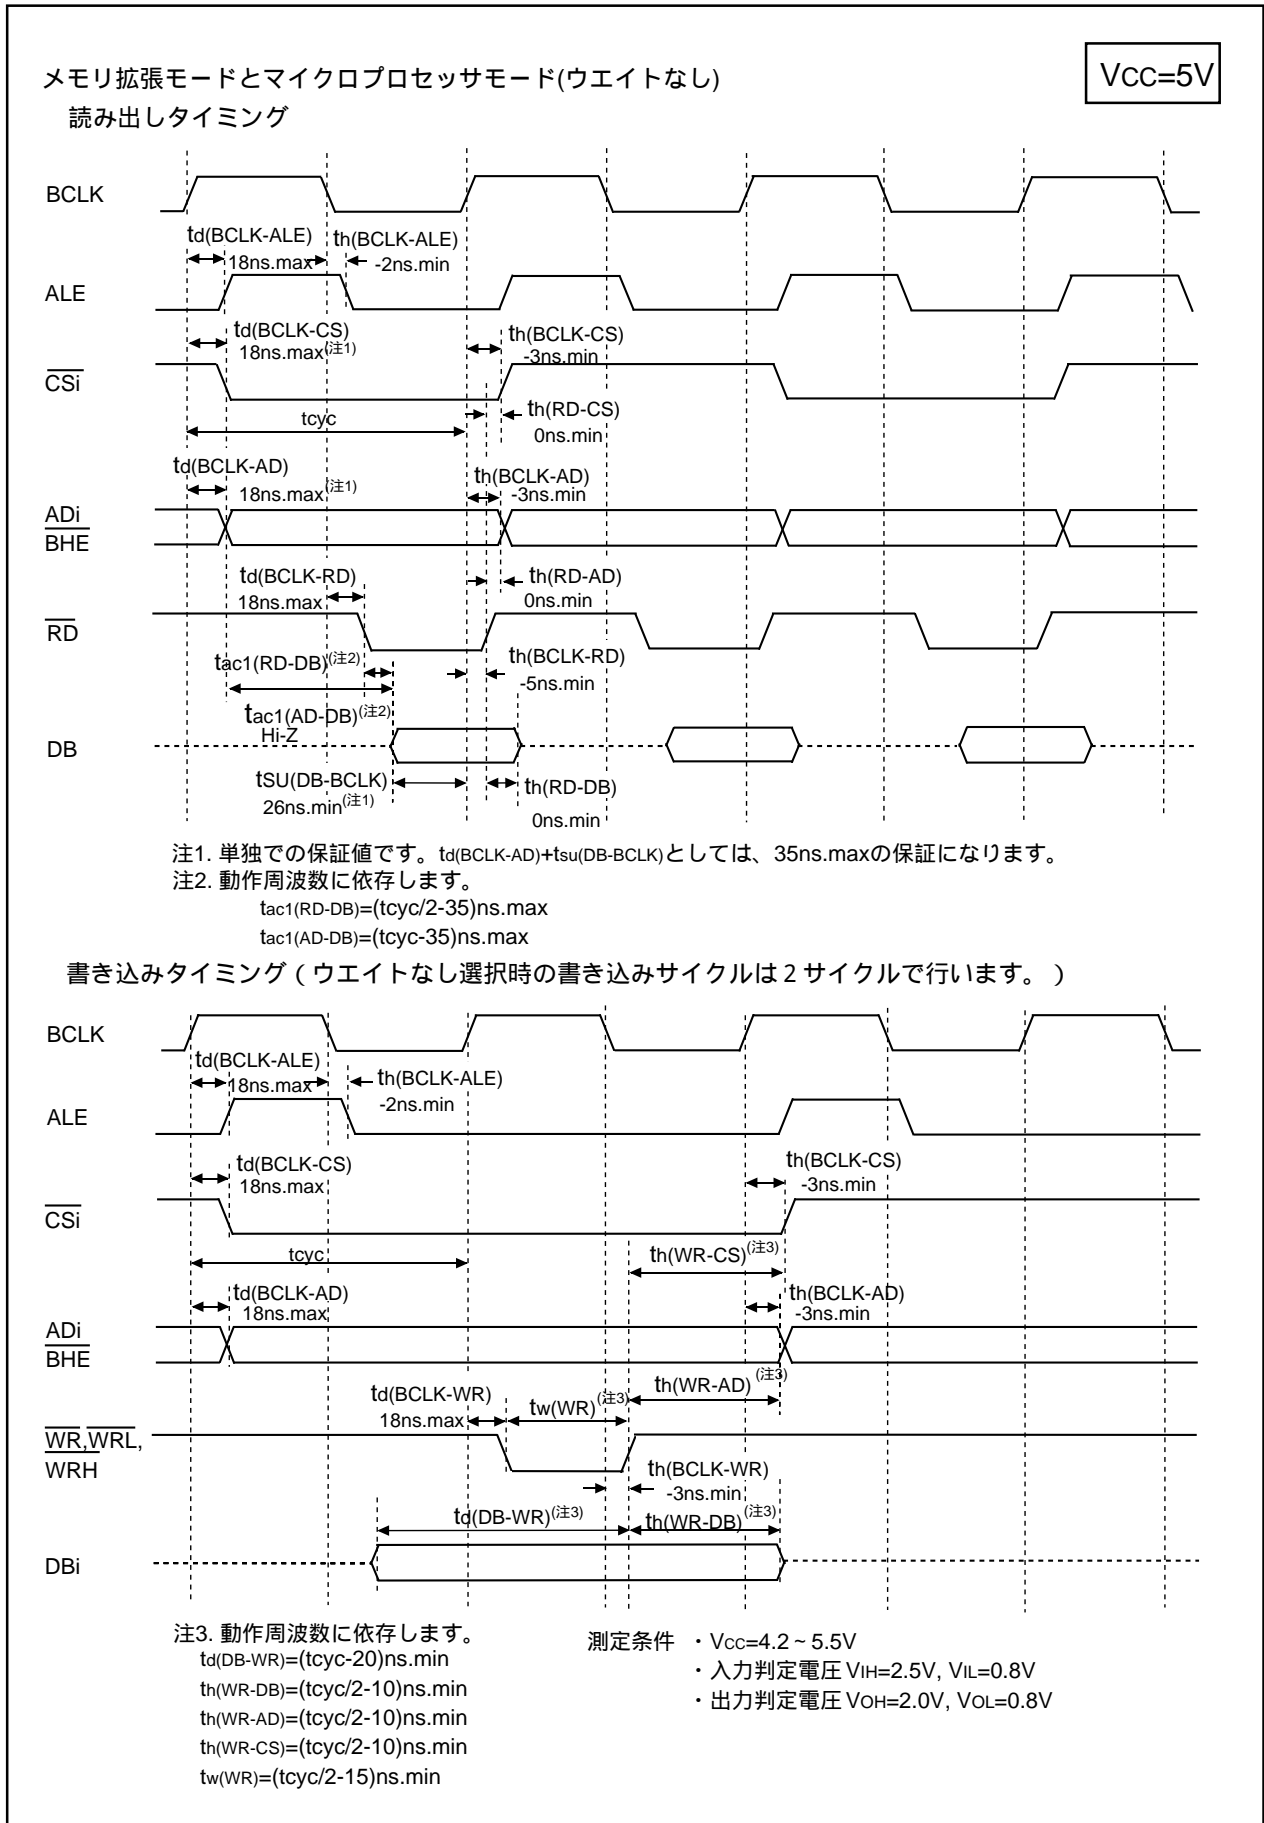 メモリ拡張モードとマイクロプロセッサモード(ウエイトなし)
VCC=5V
読み出しタイミング
BCLK
td(BCLK-ALE)
th(BCLK-ALE)
18ns.max
-2ns.min
ALE
td(BCLK-CS)
18ns.max(注1)
th(BCLK-CS)
-3ns.min
CSi
tcyc
th(RD-CS)
0ns.min
td(BCLK-AD)
18ns.max(注1)
th(BCLK-AD)
-3ns.min
ADi
BHE
td(BCLK-RD)
18ns.max
th(RD-AD)
0ns.min
RD
tac1(RD-DB)(注2)
th(BCLK-RD)
-5ns.min
tac1(AD-DB)(注2)
Hi-Z
DB
tSU(DB-BCLK)
26ns.min(注1)
th(RD-DB)
0ns.min
注1. 単独での保証値です。td(BCLK-AD)+tsu(DB-BCLK)としては、35ns.maxの保証になります。
注2. 動作周波数に依存します。
tac1(RD-DB)=(tcyc/2-35)ns.max
tac1(AD-DB)=(tcyc-35)ns.max
書き込みタイミング ( ウエイトなし選択時の書き込みサイクルは 2 サイクルで行います。 )
BCLK
td(BCLK-ALE)
18ns.max
th(BCLK-ALE)
-2ns.min
ALE
td(BCLK-CS)
18ns.max
th(BCLK-CS)
-3ns.min
CSi
tcyc
th(WR-CS)(注3)
td(BCLK-AD)
18ns.max
th(BCLK-AD)
-3ns.min
ADi
BHE
td(BCLK-WR)
18ns.max
tw(WR)(注3)
th(WR-AD)(注3)
WR,WRL,
WRH
th(BCLK-WR)
-3ns.min
td(DB-WR)(注3)
th(WR-DB)(注3)
DBi
注3. 動作周波数に依存します。
td(DB-WR)=(tcyc-20)ns.min
th(WR-DB)=(tcyc/2-10)ns.min
th(WR-AD)=(tcyc/2-10)ns.min
th(WR-CS)=(tcyc/2-10)ns.min
tw(WR)=(tcyc/2-15)ns.min
測定条件 ・VCC=4.2 ~ 5.5V
・入力判定電圧 VIH=2.5V, VIL=0.8V
・出力判定電圧 VOH=2.0V, VOL=0.8V